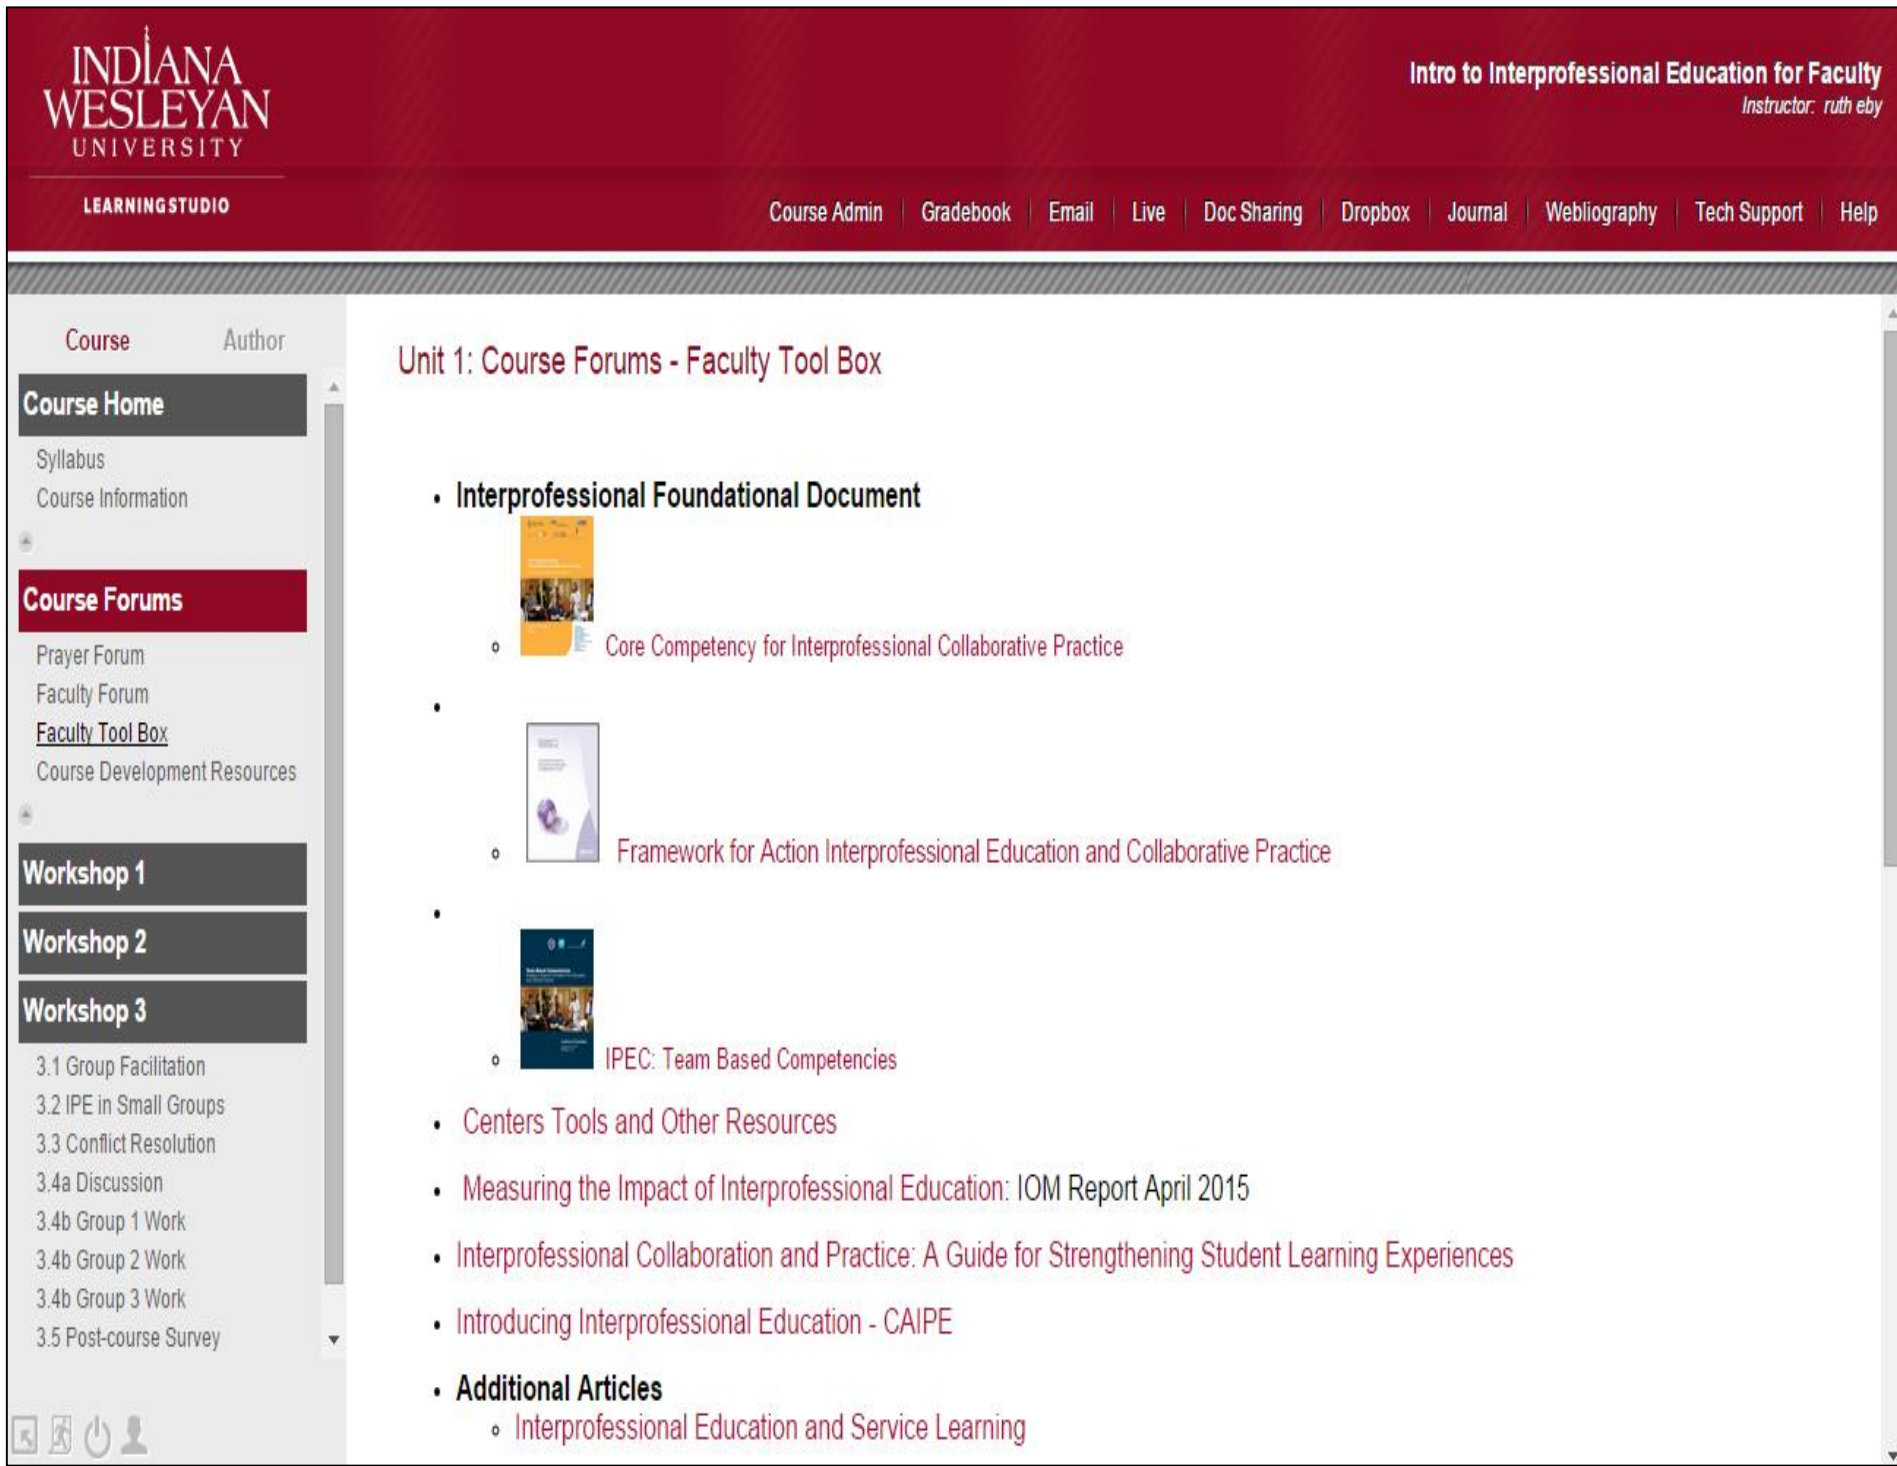 INDIANA
WESLEYAN
UNIVERSITY
LEARNINGSTUDIO
Intro to Interprofessional Education for Faculty
Instructor: ruth eby
Course Admin
Gradebook
Email
Live
Doc Sharing
Dropbox
Journal
Webliography
Tech Support
Help
Course
Author
Course Home
Syllabus
Course Information
Course Forums
Prayer Forum
Faculty Forum
Faculty Tool Box
Course Development Resources
Workshop 1
Workshop 2
Workshop 3
3.1 Group Facilitation
3.2 IPE in Small Groups
3.3 Conflict Resolution
3.4a Discussion
3.4b Group 1 Work
3.4b Group 2 Work
3.4b Group 3 Work
3.5 Post-course Survey
Unit 1: Course Forums - Faculty Tool Box
• Interprofessional Foundational Document
Core Competency for Interprofessional Collaborative Practice
Framework for Action Interprofessional Education and Collaborative Practice
IPEC: Team Based Competencies
• Centers Tools and Other Resources
• Measuring the Impact of Interprofessional Education: IOM Report April 2015
• Interprofessional Collaboration and Practice: A Guide for Strengthening Student Learning Experiences
• Introducing Interprofessional Education - CAIPE
• Additional Articles
Interprofessional Education and Service Learning